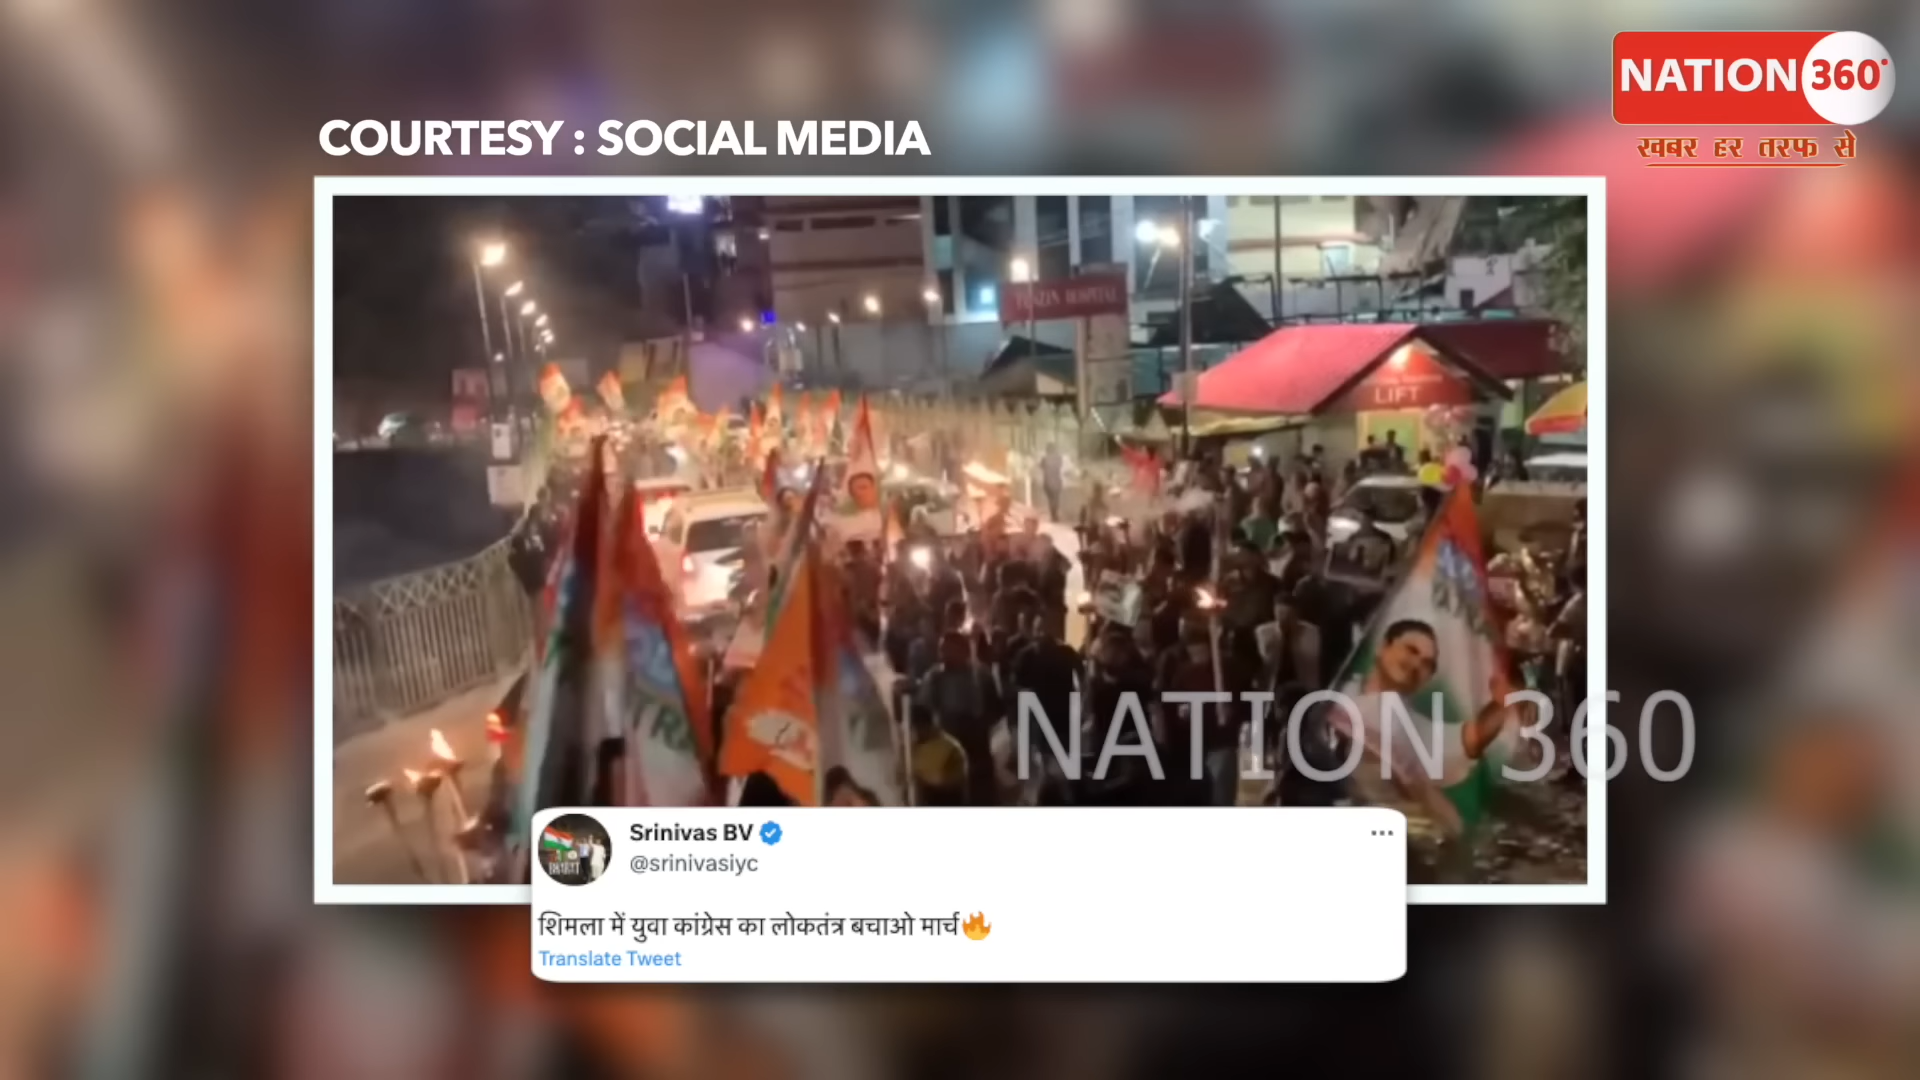 NATION 360°
खबर हर तरफ से
COURTESY : SOCIAL MEDIA
HOSPITAL
LIFT
NATION 360
Srinivas BV
@srinivasiyc
शिमला में युवा कांग्रेस का लोकतंत्र बचाओ मार्च🔥
Translate Tweet